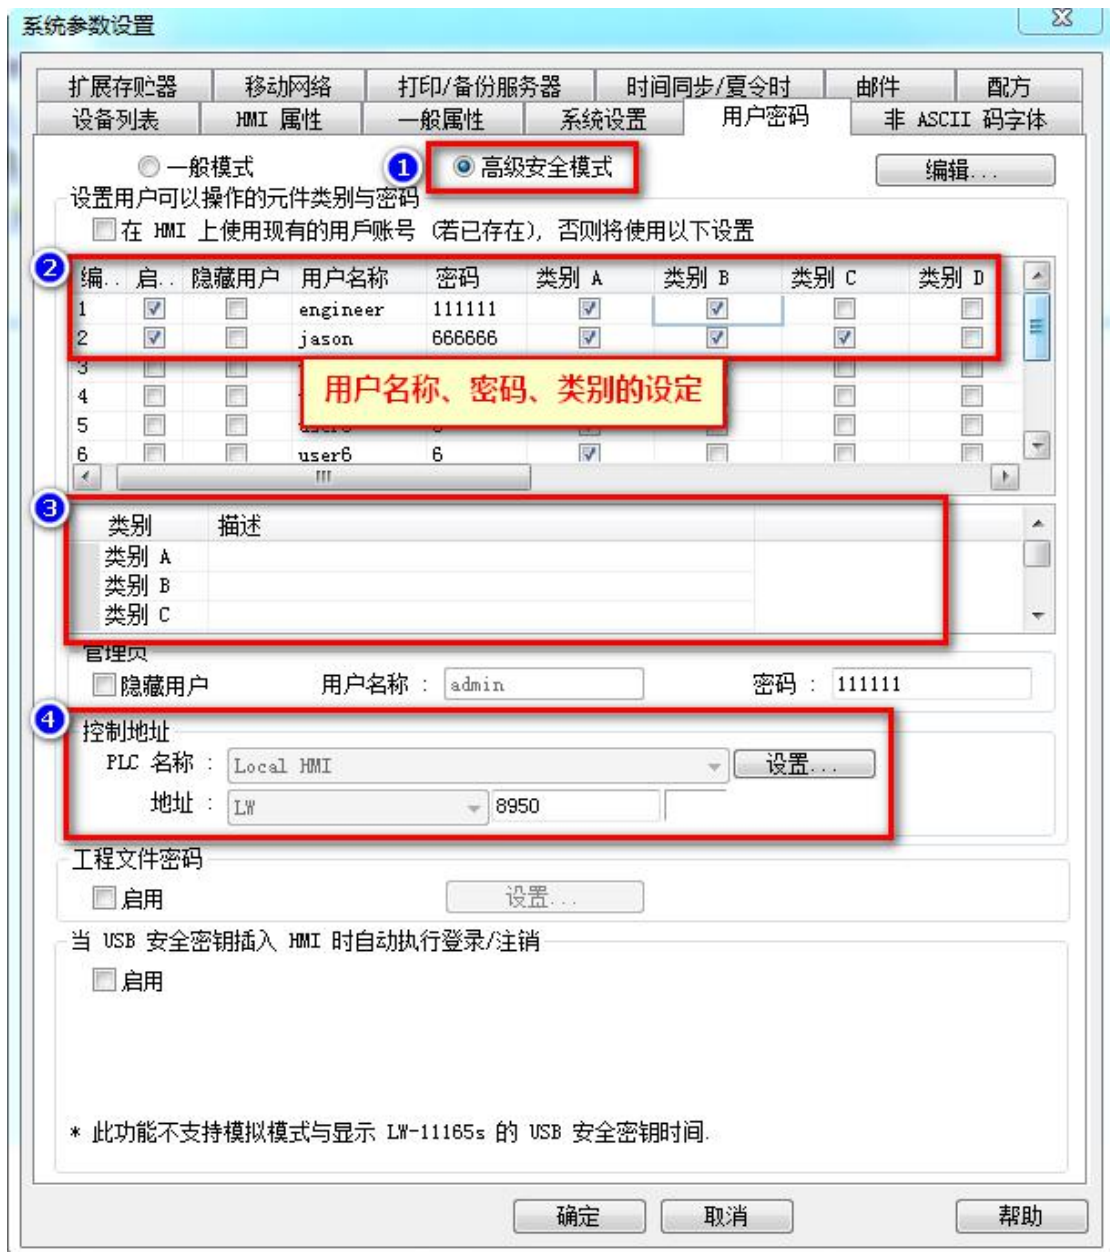 系统参数设置
扩展存贮器 移动网络 打印/备份服务器 时间同步/夏令时 邮件 配方
设备列表 HMI 属性 一般属性 系统设置 用户密码 非 ASCII 码字体
一般模式 1 高级安全模式 编辑...
设置用户可以操作的元件类别与密码
在 HMI 上使用现有的用戶账号 (若已存在), 否则将使用以下设置
2
编.. 启.. 隐藏用户 用户名称 密码 类别 A 类别 B 类别 C 类别 D
1 engineer 111111
2 jason 666666
3
用户名称、密码、类别的设定
4
5
6 user6 6
3
类别 描述
类别 A
类别 B
类别 C
管理员
隐藏用户 用户名称 : admin 密码 : 111111
4
控制地址
PLC 名称 : Local HMI 设置...
地址 : LW 8950
工程文件密码
启用 设置...
当 USB 安全密钥插入 HMI 时自动执行登录/注销
启用
* 此功能不支持模拟模式与显示 LW-11165s 的 USB 安全密钥时间.
确定 取消 帮助